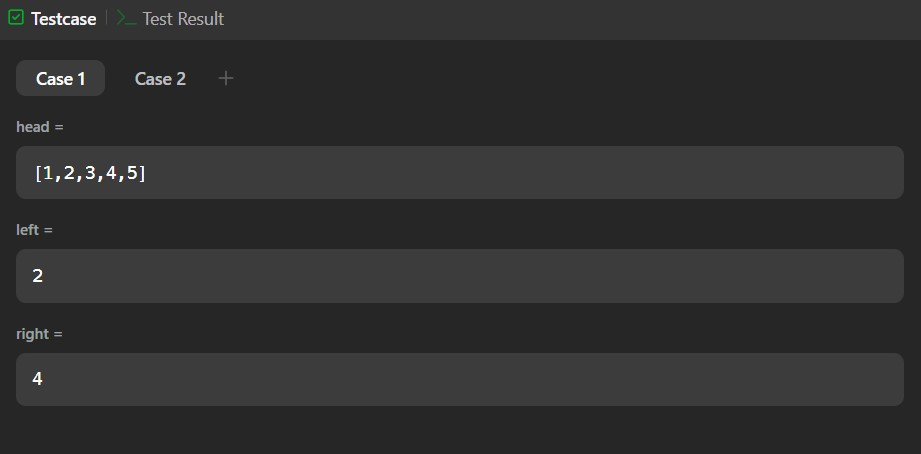 Testcase | >_ Test Result
Case 1 Case 2 +
head =
[1,2,3,4,5]
left =
2
right =
4